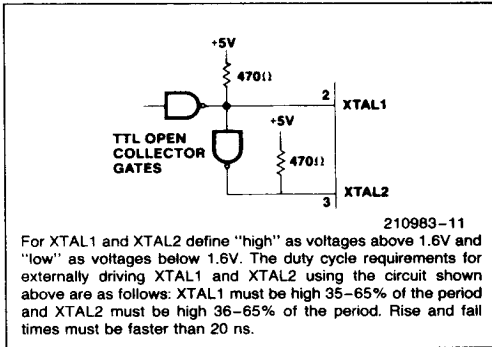 +5V
470Ω
2
XTAL1
+5V
TTL OPEN
COLLECTOR
GATES
470Ω
XTAL2
3
210983-11
For XTAL1 and XTAL2 define "high" as voltages above 1.6V and
"low" as voltages below 1.6V. The duty cycle requirements for
externally driving XTAL1 and XTAL2 using the circuit shown
above are as follows: XTAL1 must be high 35–65% of the period
and XTAL2 must be high 36–65% of the period. Rise and fall
times must be faster than 20 ns.